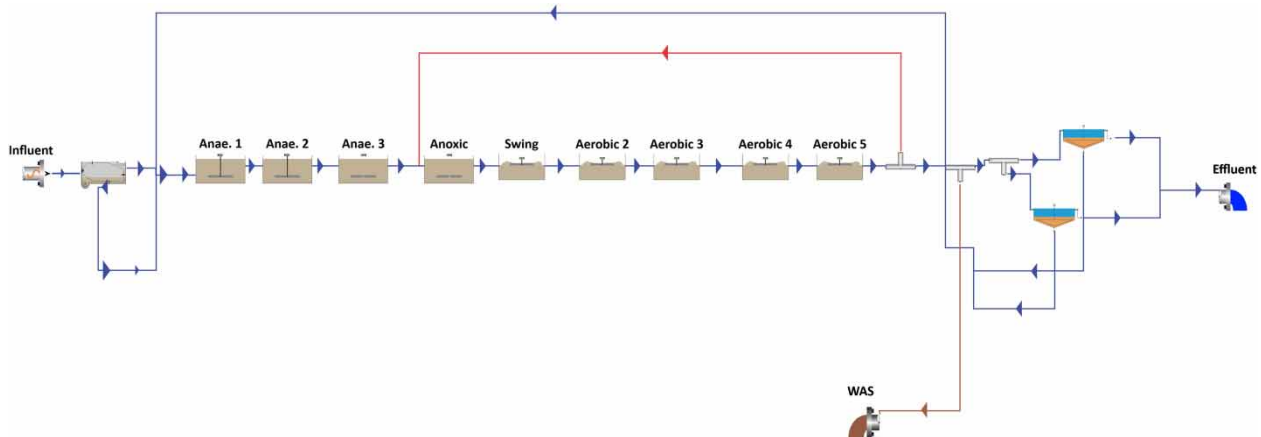 Influent
Anae. 1
Anae. 2
Anae. 3
Anoxic
Swing
Aerobic 2
Aerobic 3
Aerobic 4
Aerobic 5
Effluent
WAS